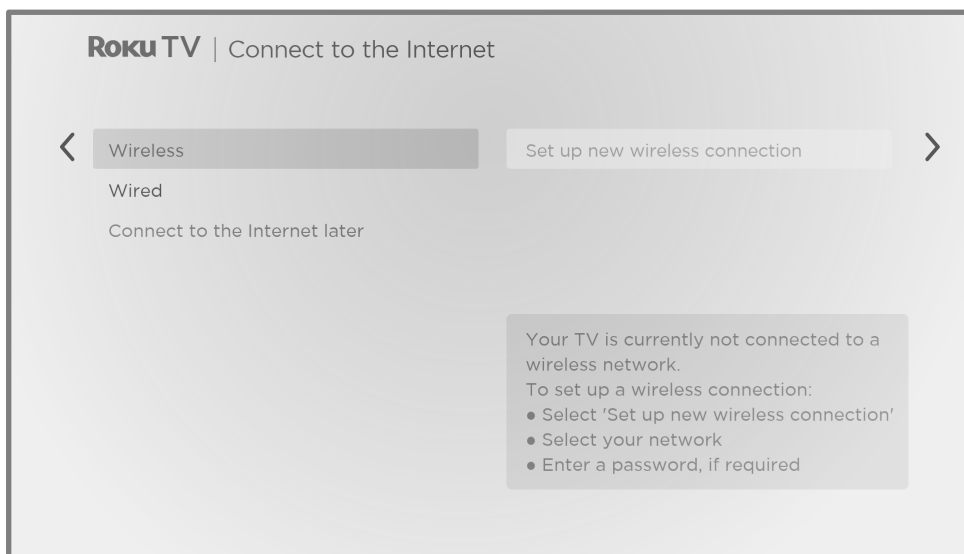 Roku TV | Connect to the Internet
Wireless
Set up new wireless connection
Wired
Connect to the Internet later
Your TV is currently not connected to a
wireless network.
To set up a wireless connection:
● Select 'Set up new wireless connection'
● Select your network
● Enter a password, if required